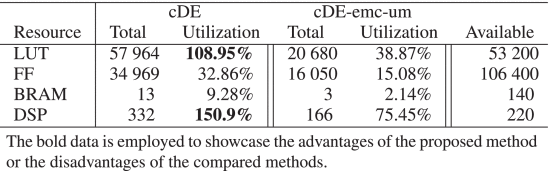 cDE cDE-emc-um
Resource Total Utilization Total Utilization Available
LUT 57 964 108.95% 20 680 38.87% 53 200
FF 34 969 32.86% 16 050 15.08% 106 400
BRAM 13 9.28% 3 2.14% 140
DSP 332 150.9% 166 75.45% 220
The bold data is employed to showcase the advantages of the proposed method
or the disadvantages of the compared methods.